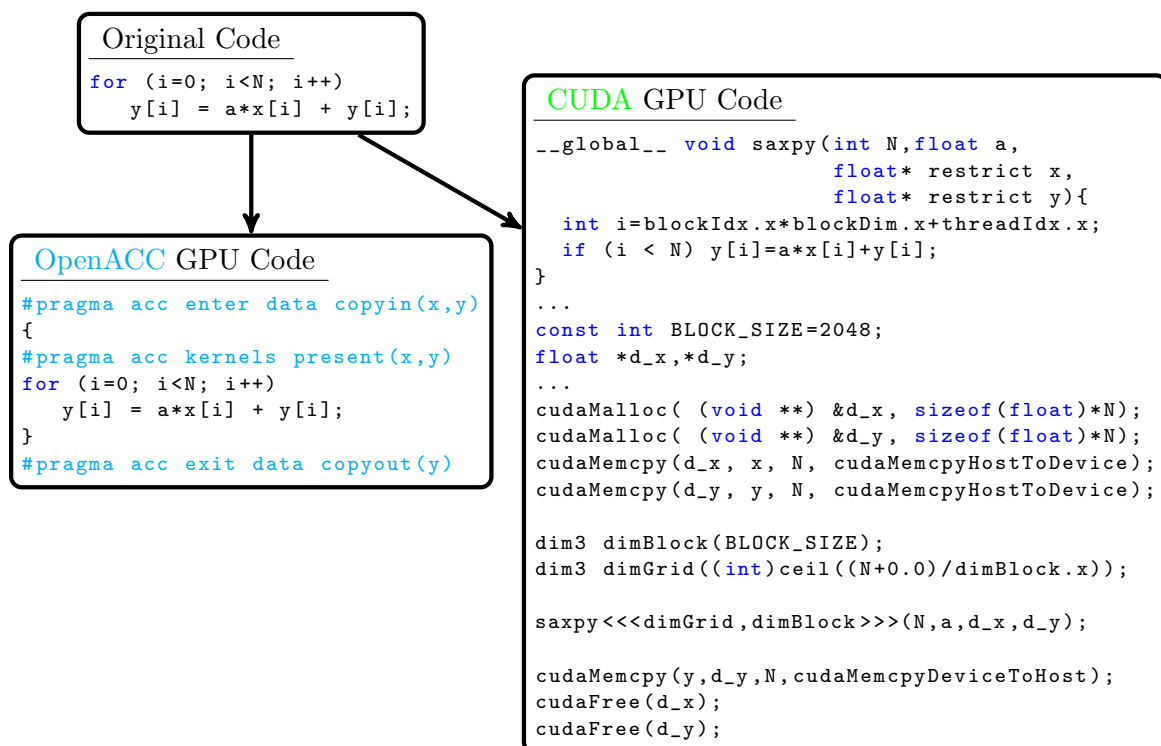 Original Code
for (i=0; i<N; i++)
   y[i] = a*x[i] + y[i];
OpenACC GPU Code
#pragma acc enter data copyin(x,y)
{
#pragma acc kernels present(x,y)
for (i=0; i<N; i++)
   y[i] = a*x[i] + y[i];
}
#pragma acc exit data copyout(y)
CUDA GPU Code
__global__ void saxpy(int N,float a,
                      float* restrict x,
                      float* restrict y){
  int i=blockIdx.x*blockDim.x+threadIdx.x;
  if (i < N) y[i]=a*x[i]+y[i];
}
...
const int BLOCK_SIZE=2048;
float *d_x,*d_y;
...
cudaMalloc( (void **) &d_x, sizeof(float)*N);
cudaMalloc( (void **) &d_y, sizeof(float)*N);
cudaMemcpy(d_x, x, N, cudaMemcpyHostToDevice);
cudaMemcpy(d_y, y, N, cudaMemcpyHostToDevice);

dim3 dimBlock(BLOCK_SIZE);
dim3 dimGrid((int)ceil((N+0.0)/dimBlock.x));

saxpy<<<dimGrid,dimBlock>>>(N,a,d_x,d_y);

cudaMemcpy(y,d_y,N,cudaMemcpyDeviceToHost);
cudaFree(d_x);
cudaFree(d_y);